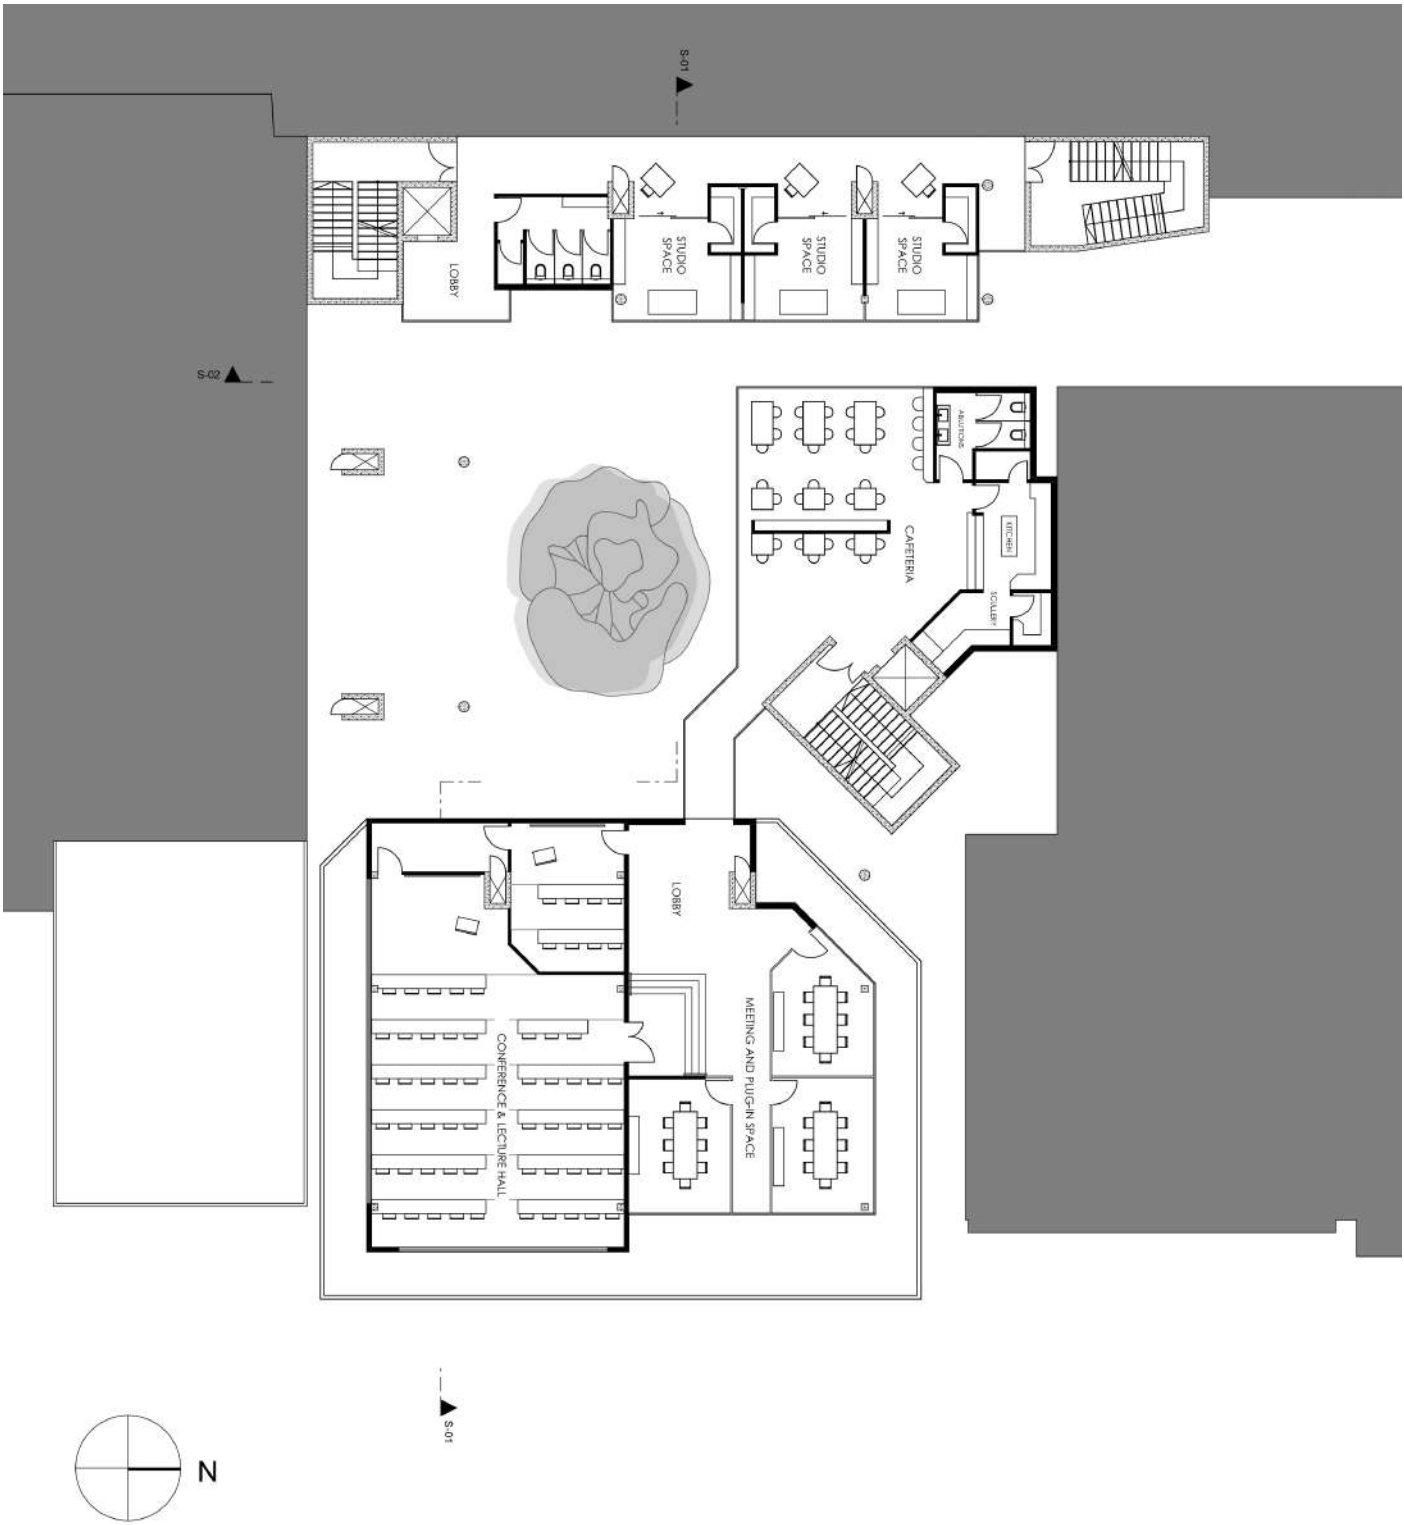 S-01
STUDIO
SPACE
STUDIO
SPACE
STUDIO
SPACE
LOBBY
S-02
ABLUTIONS
KITCHEN
CAFETERIA
SCULLERY
LOBBY
MEETING AND PLUG-IN SPACE
CONFERENCE & LECTURE HALL
S-01
N